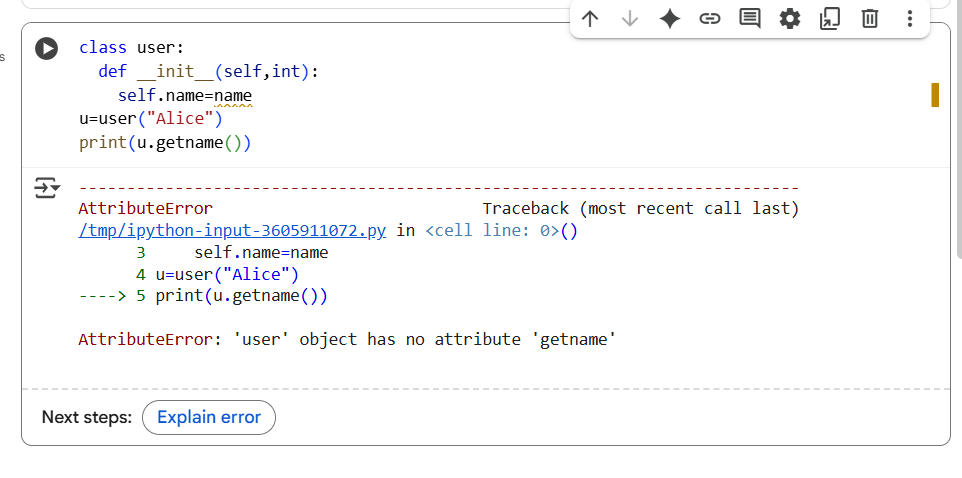 s
class user:
  def __init__(self,int):
    self.name=name
u=user("Alice")
print(u.getname())
---------------------------------------------------------------------------
AttributeError                            Traceback (most recent call last)
/tmp/ipython-input-3605911072.py in <cell line: 0>()
      3     self.name=name
      4 u=user("Alice")
----> 5 print(u.getname())

AttributeError: 'user' object has no attribute 'getname'
Next steps: Explain error